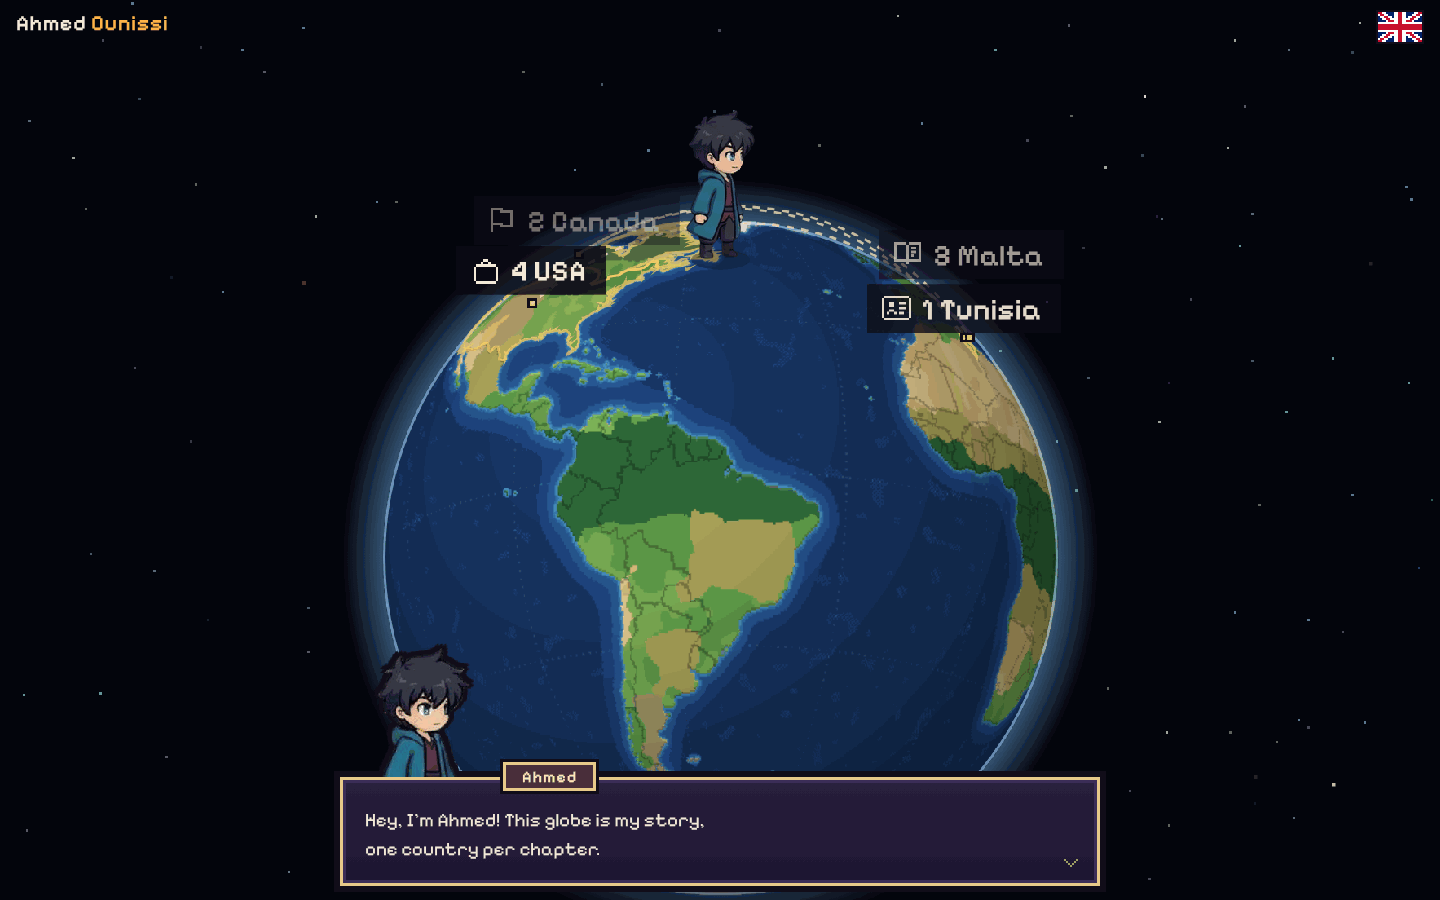 Ahmed Ounissi
2 Canada
4 USA
3 Malta
1 Tunisia
Ahmed
Hey, I'm Ahmed! This globe is my story,
one country per chapter.